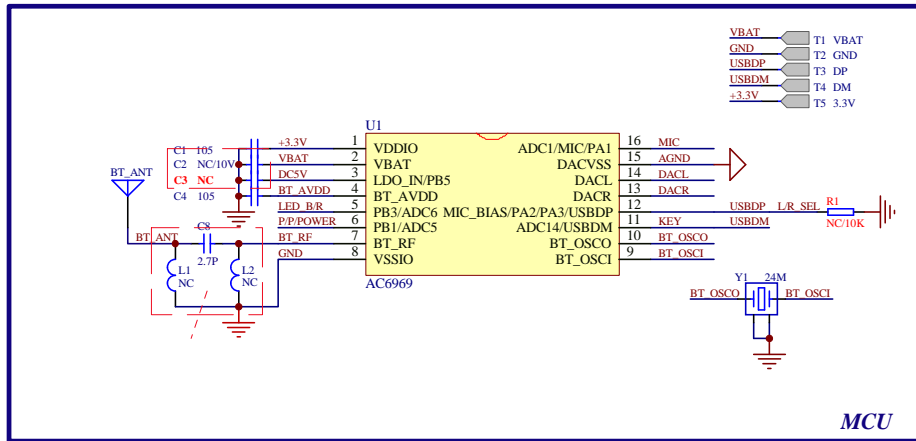 VBAT T1 VBAT
GND T2 GND
USBDP T3 DP
USBDM T4 DM
+3.3V T5 3.3V
U1
C1 105 +3.3V 1 VDDIO ADC1/MIC/PA1 16 MIC
C2 NC/10V VBAT 2 VBAT DACVSS 15 AGND
BT_ANT C3 NC DC5V 3 LDO_IN/PB5 DACL 14 DACL
C4 105 BT_AVDD 4 BT_AVDD DACR 13 DACR
LED_B/R 5 PB3/ADC6 MIC_BIAS/PA2/PA3/USBDP 12 USBDP L/R_SEL R1 NC/10K
P/P/POWER 6 PB1/ADC5 ADC14/USBDM 11 KEY USBDM
BT_ANT C8 2.7P BT_RF 7 BT_RF BT_OSCO 10 BT_OSCO
GND 8 VSSIO BT_OSCI 9 BT_OSCI
L1 NC L2 NC
AC6969
Y1 24M
BT_OSCO BT_OSCI
MCU